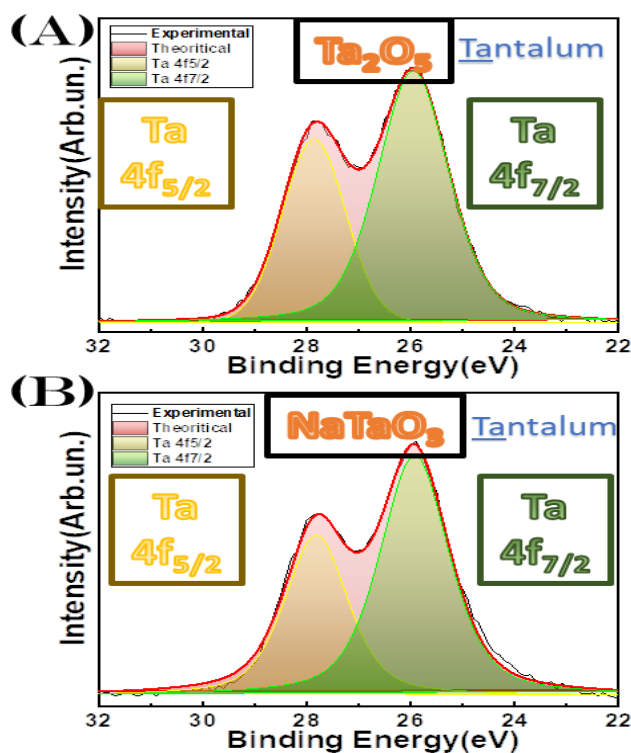 (A)
Experimental
Theoritical
Ta 4f5/2
Ta 4f7/2
Ta₂O₅
Tantalum
Ta
4f₅/₂
Ta
4f₇/₂
Intensity(Arb.un.)
32 30 28 26 24 22
Binding Energy(eV)
(B)
Experimental
Theoritical
Ta 4f5/2
Ta 4f7/2
NaTaO₃
Tantalum
Ta
4f₅/₂
Ta
4f₇/₂
Intensity(Arb.un.)
32 30 28 26 24 22
Binding Energy(eV)